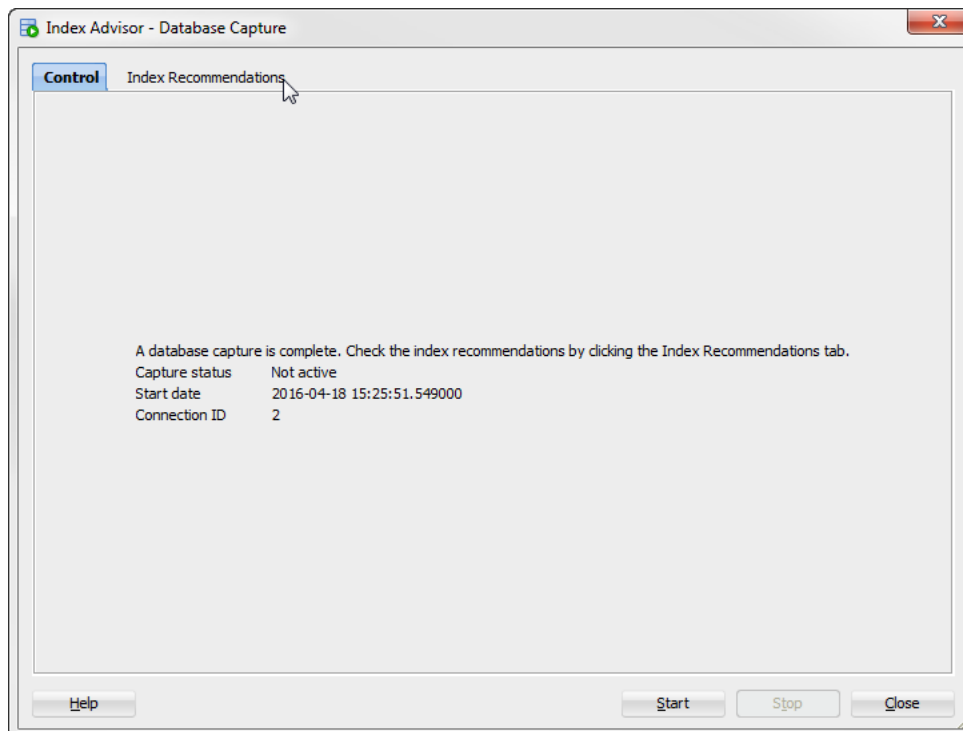 Index Advisor - Database Capture
Control Index Recommendations
A database capture is complete. Check the index recommendations by clicking the Index Recommendations tab.
Capture status Not active
Start date 2016-04-18 15:25:51.549000
Connection ID 2
Help Start Stop Close